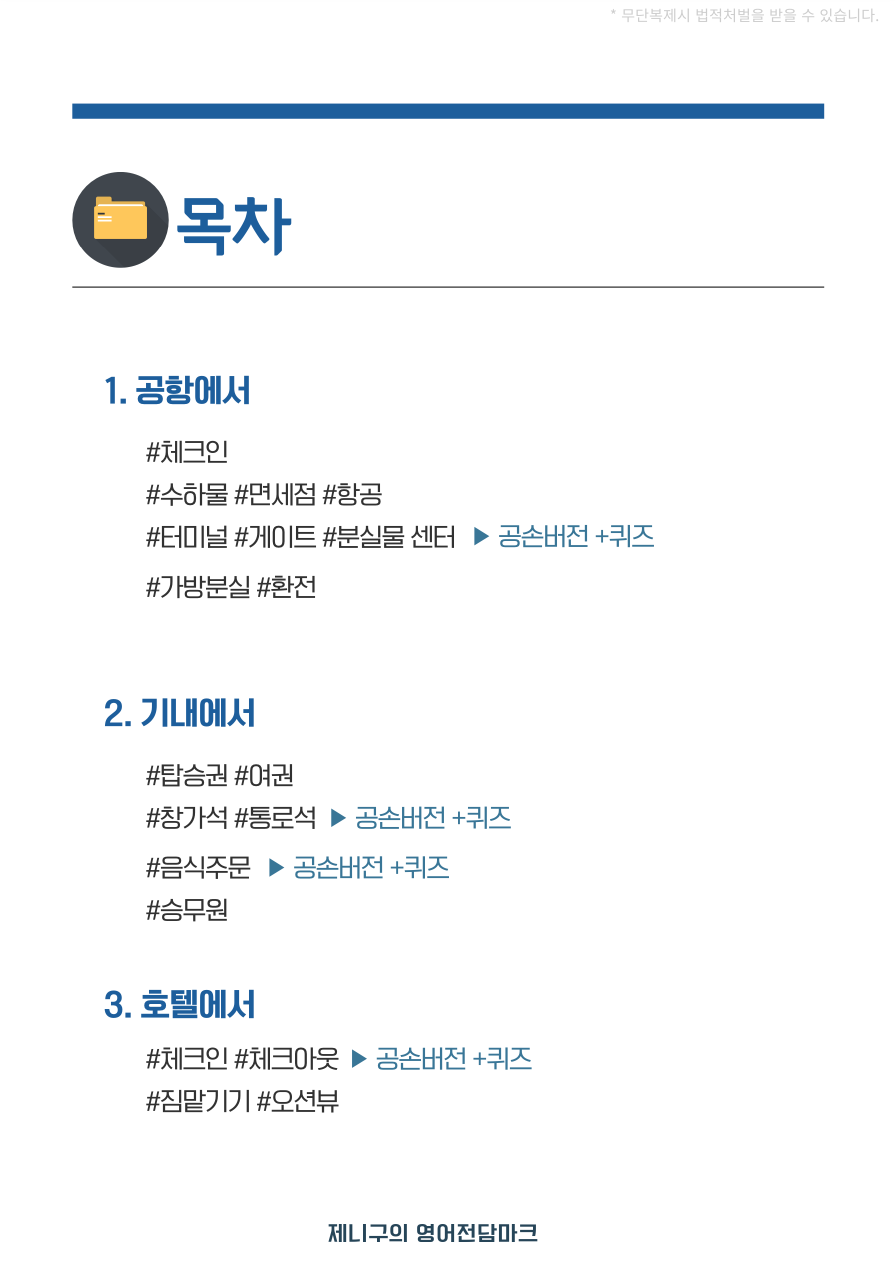 * 무단복제시 법적처벌을 받을 수 있습니다.
목차
1. 공항에서
#체크인
#수하물 #면세점 #항공
#터미널 #게이트 #분실물 센터 ▶ 공손버전 +퀴즈
#가방분실 #환전
2. 기내에서
#탑승권 #여권
#창가석 #통로석 ▶ 공손버전 +퀴즈
#음식주문 ▶ 공손버전 +퀴즈
#승무원
3. 호텔에서
#체크인 #체크아웃 ▶ 공손버전 +퀴즈
#짐맡기기 #오션뷰
제니구의 영어전담마크